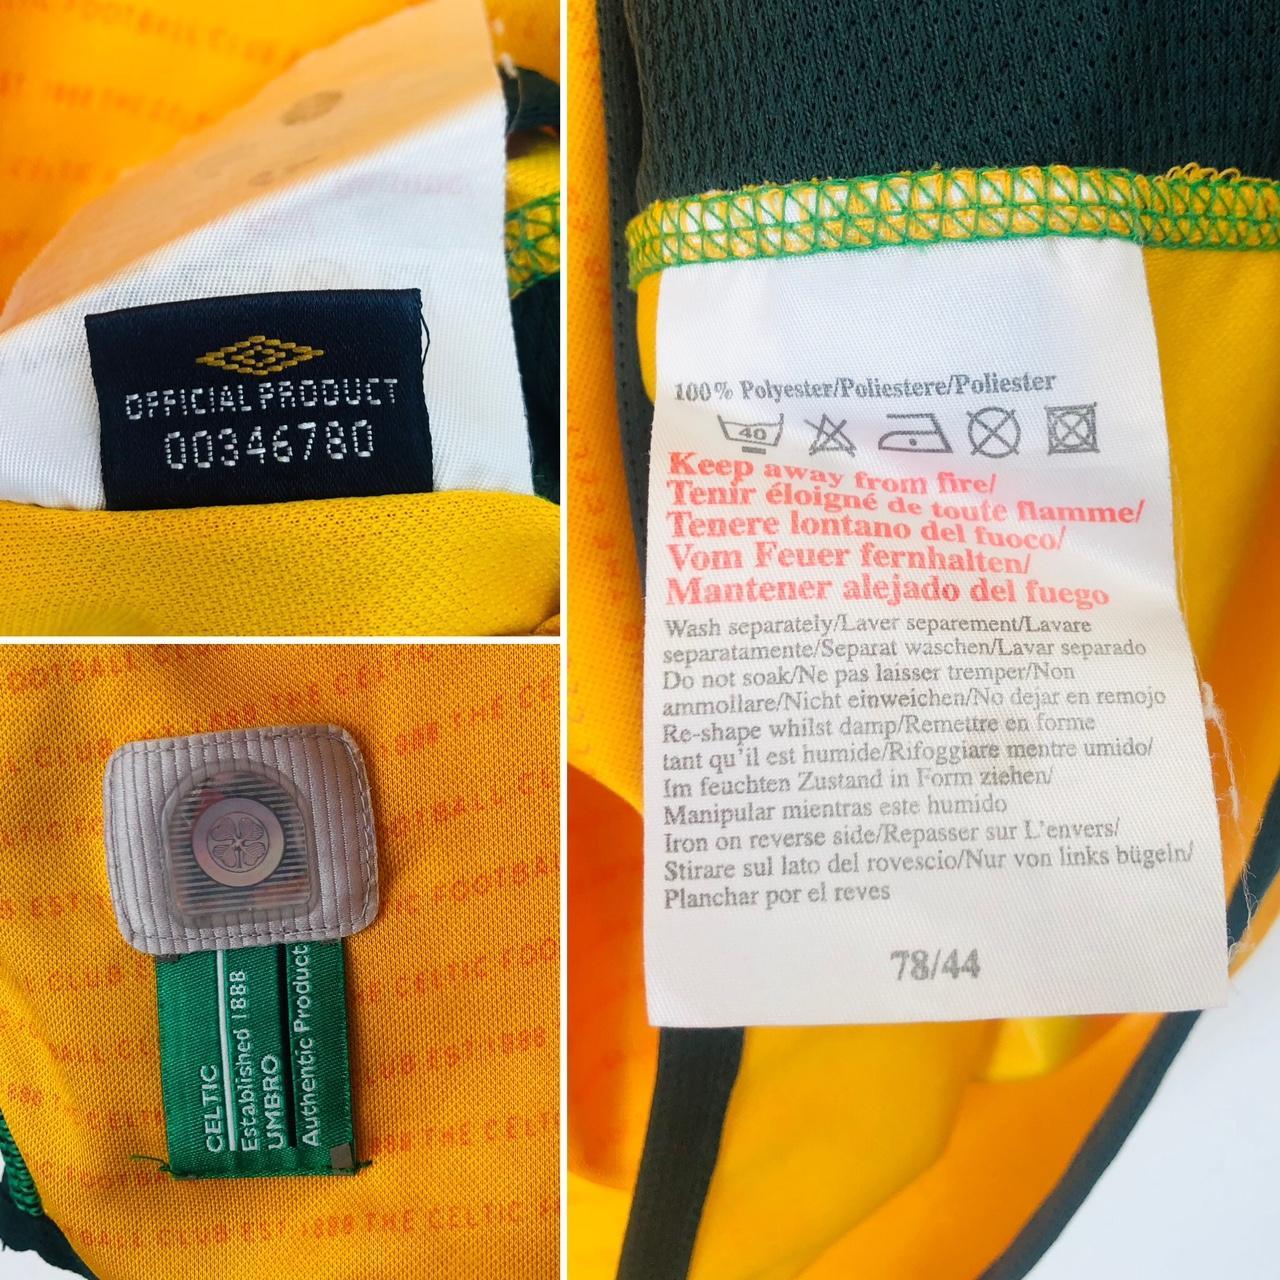 OFFICIAL PRODUCT
00346780
CELTIC
Established 1888
UMBRO
Authentic Product
100% Polyester/Poliestere/Poliester
40
Keep away from fire/
Tenir éloigné de toute flamme/
Tenere lontano del fuoco/
Vom Feuer fernhalten/
Mantener alejado del fuego
Wash separately/Laver separement/Lavare
separatamente/Separat waschen/Lavar separado
Do not soak/Ne pas laisser tremper/Non
ammollare/Nicht einweichen/No dejar en remojo
Re-shape whilst damp/Remettre en forme
tant qu'il est humide/Rifoggiare mentre umido/
Im feuchten Zustand in Form ziehen/
Manipular mientras este humido
Iron on reverse side/Repasser sur L'envers/
Stirare sul lato del rovescio/Nur von links bügeln/
Planchar por el reves
78/44